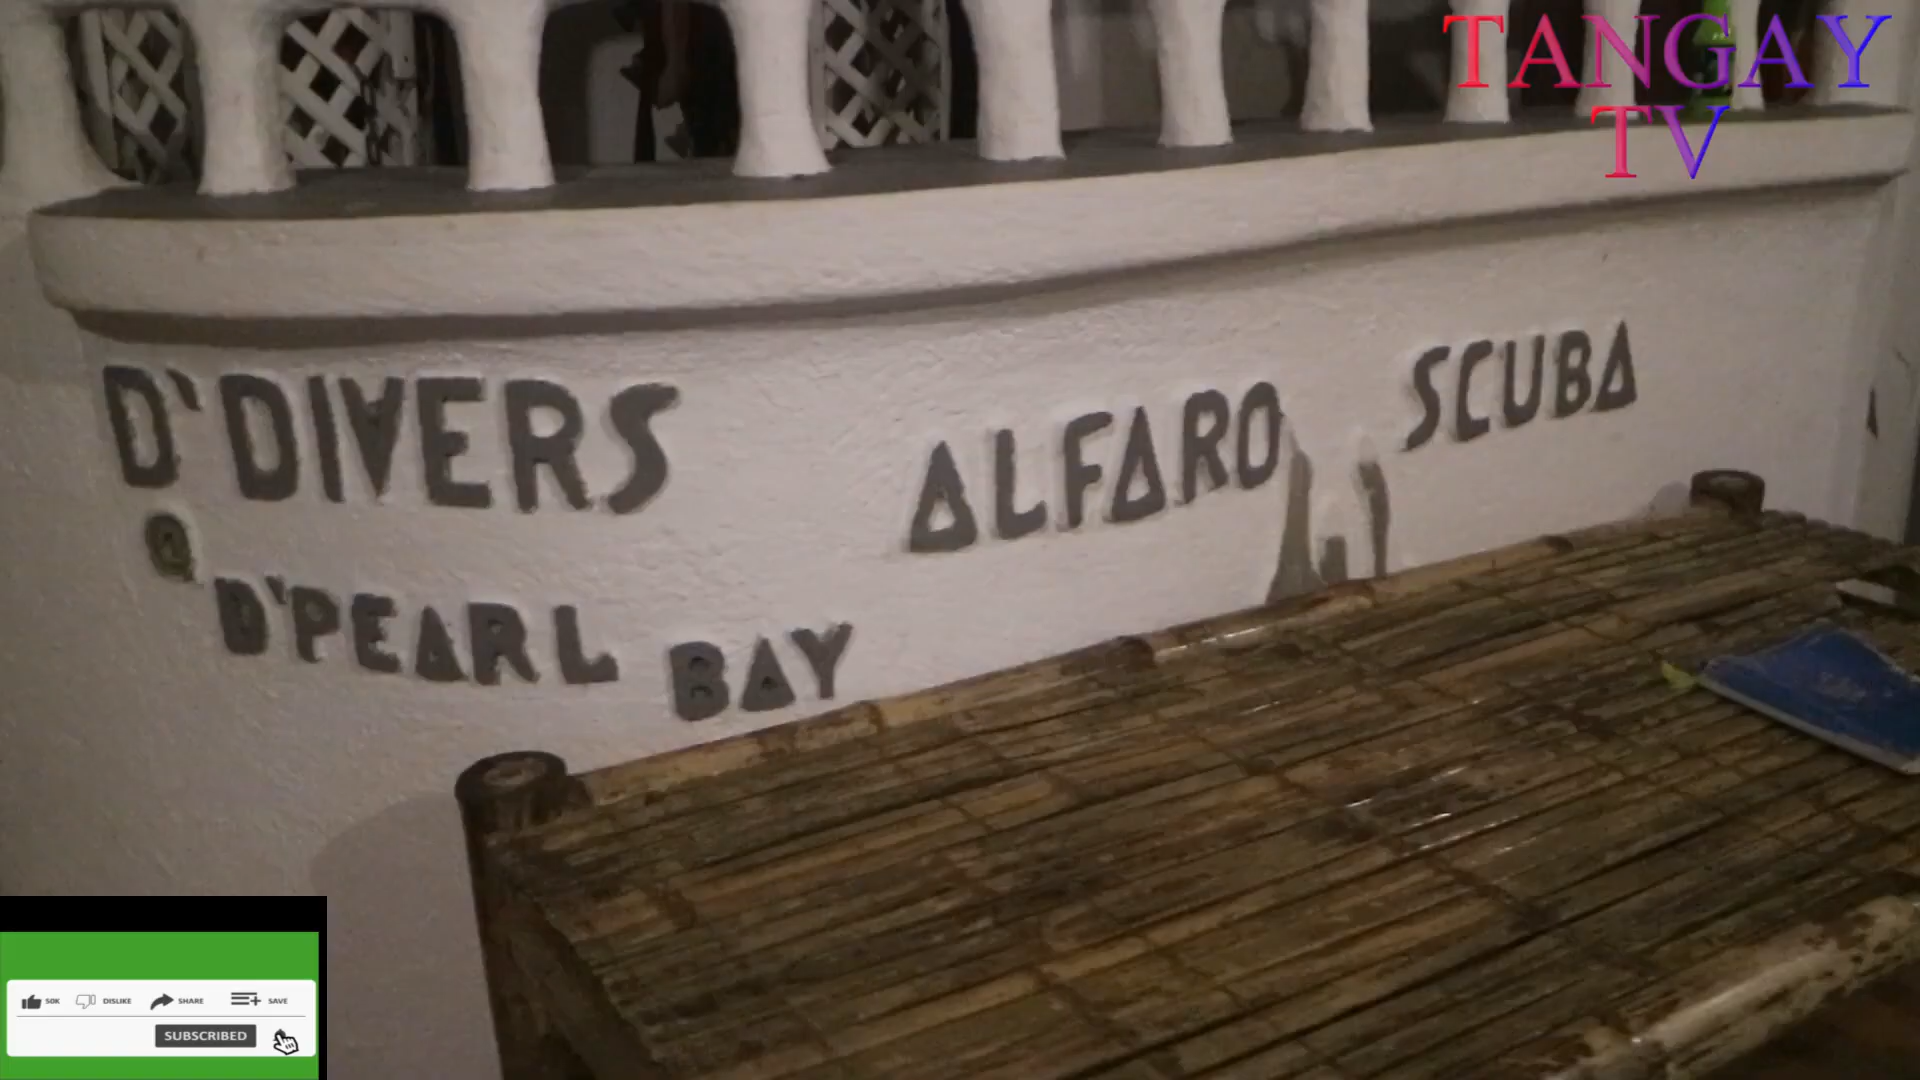 TANGAY
TV
D'DIVERS
ALFARO
SCUBA
@
D'PEARL BAY
50K DISLIKE SHARE SAVE
SUBSCRIBED